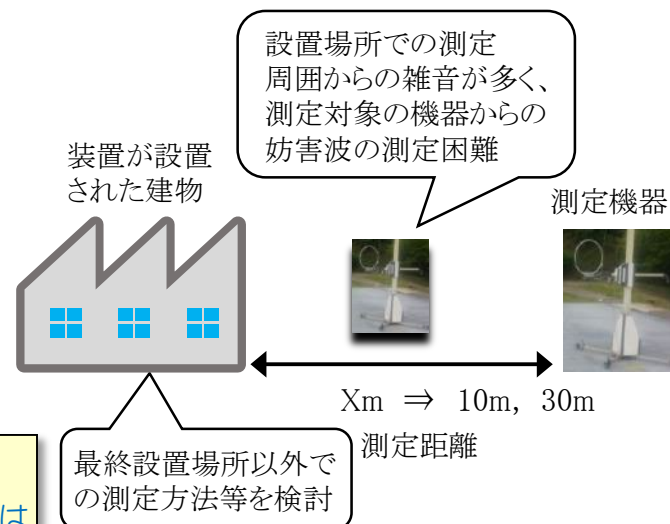 設置場所での測定
周囲からの雑音が多く、
測定対象の機器からの
妨害波の測定困難
装置が設置
された建物
測定機器
Xm ⇒ 10m, 30m
測定距離
最終設置場所以外で
の測定方法等を検討
は